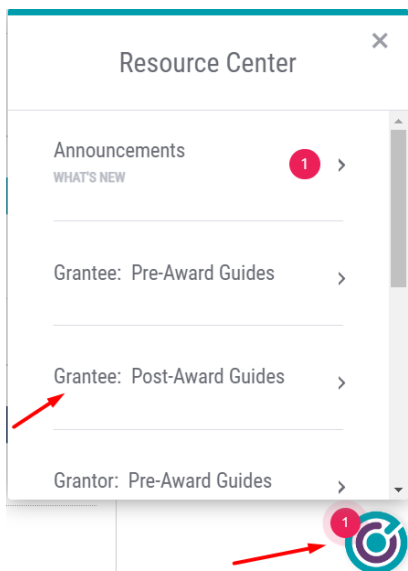 Resource Center
Announcements
1
WHAT'S NEW
Grantee: Pre-Award Guides
Grantee: Post-Award Guides
Grantor: Pre-Award Guides
1